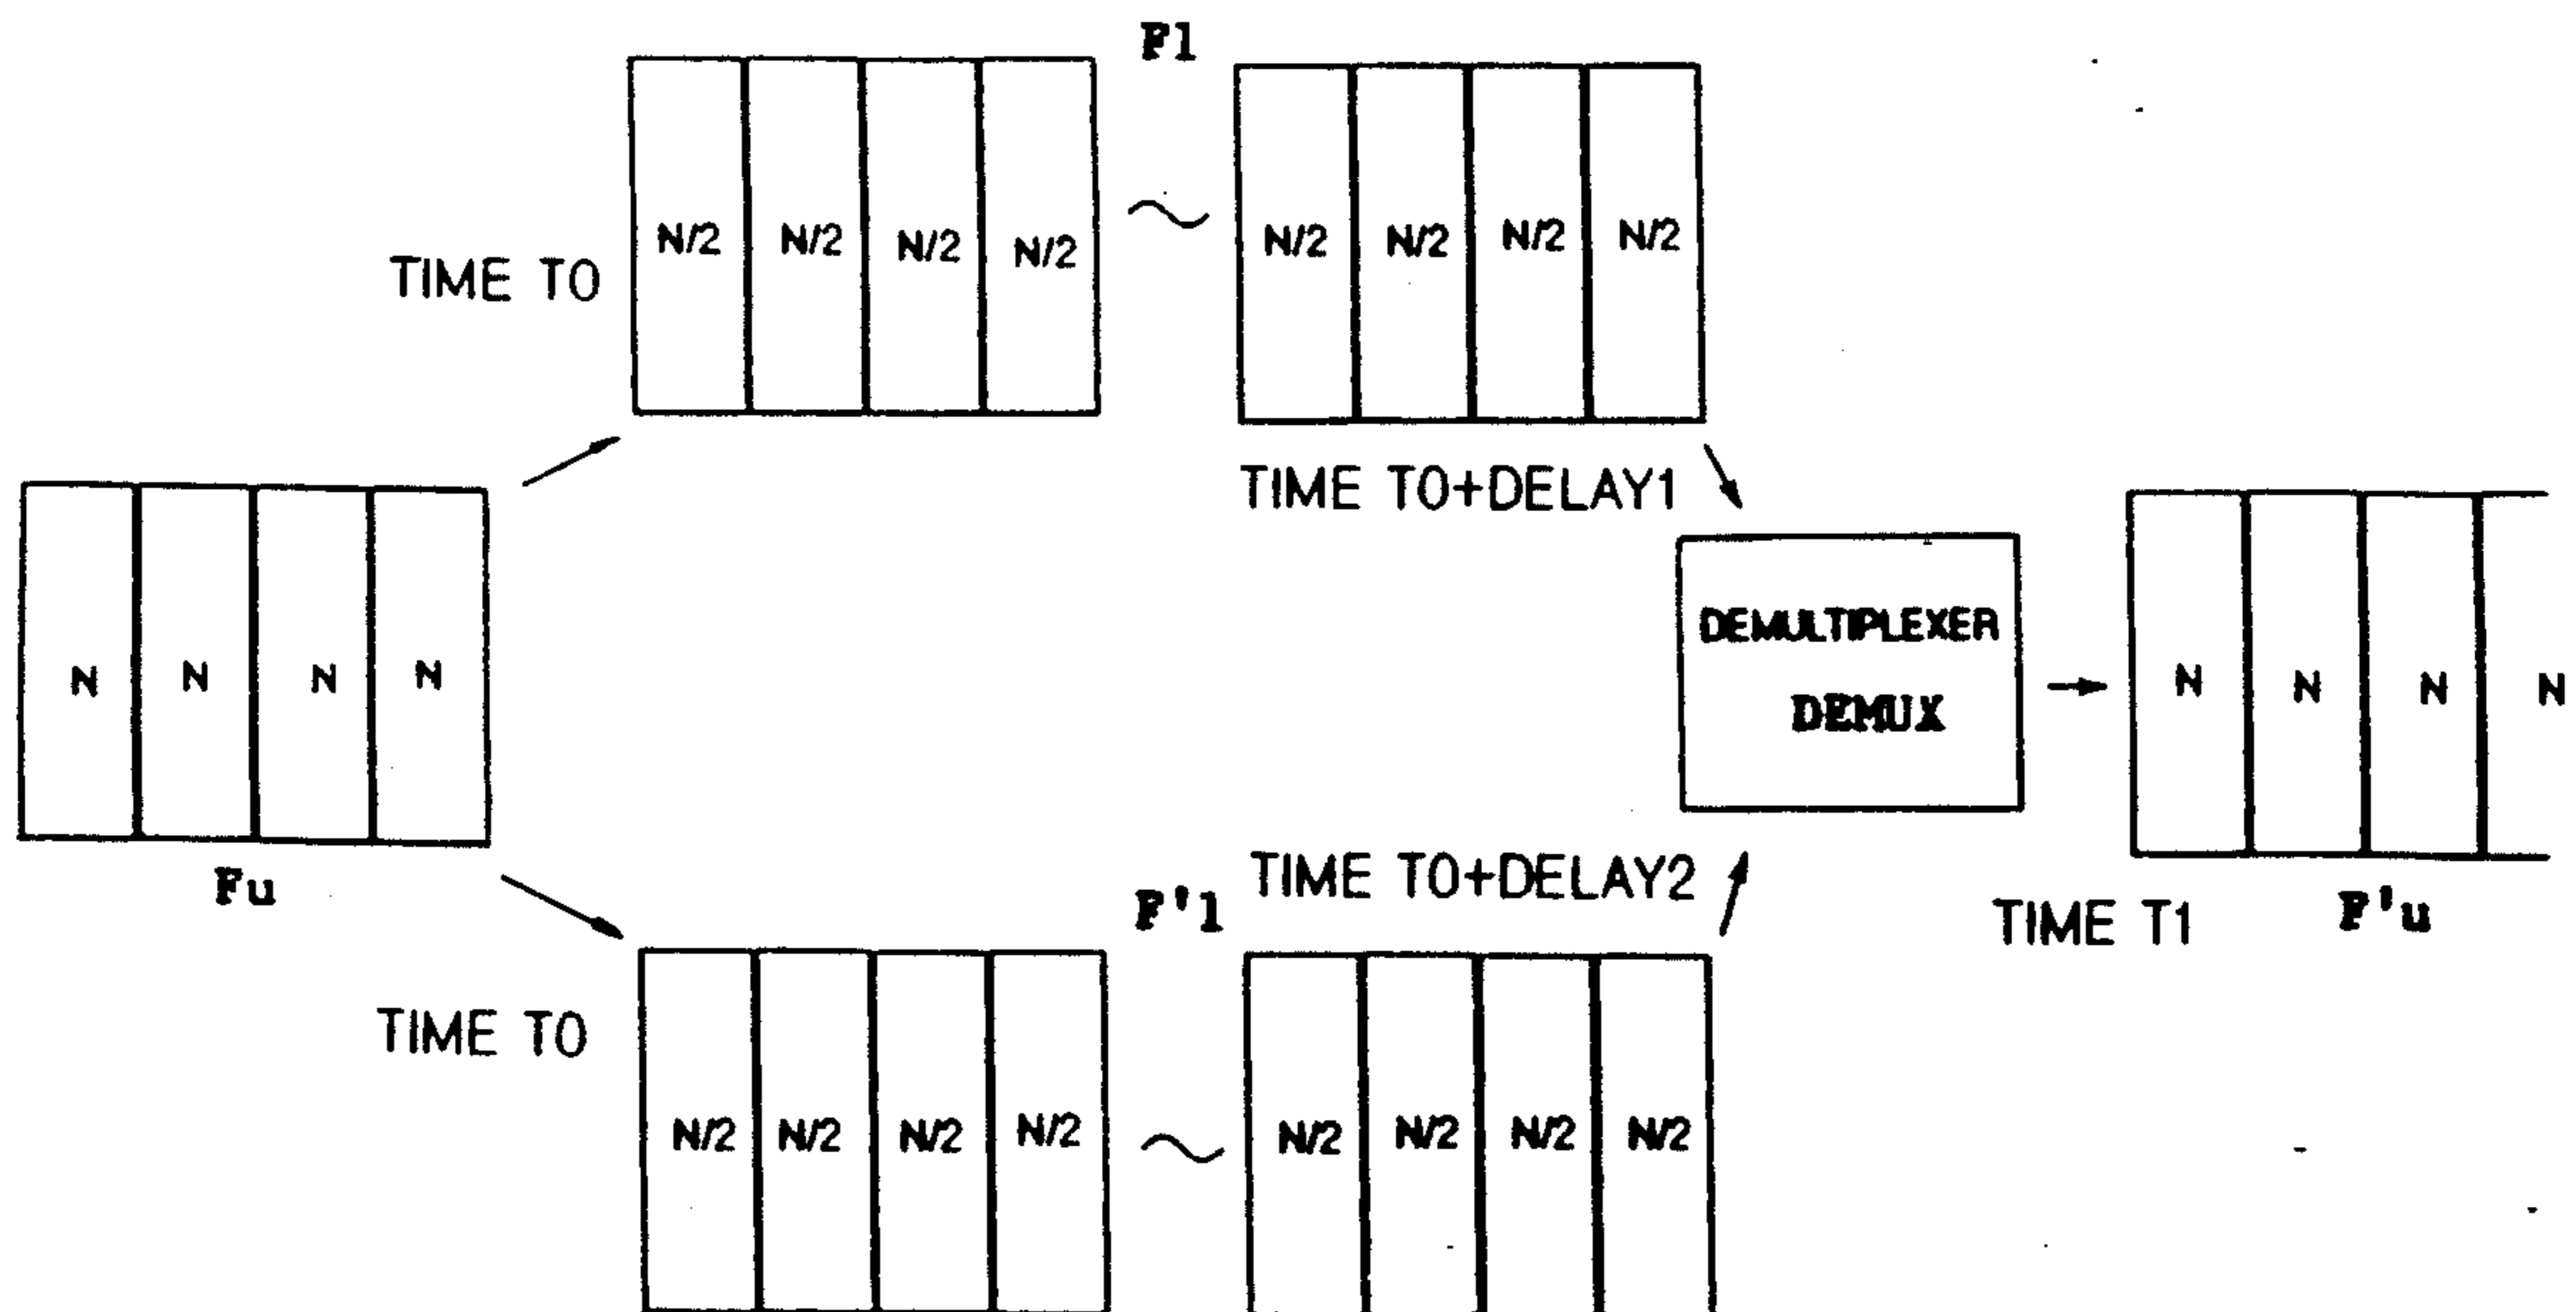 F1
N/2 N/2 N/2 N/2
N/2 N/2 N/2 N/2
TIME T0
TIME T0+DELAY1
N N N N
Fu
DEMULTIPLEXER
DEMUX
N N N N
TIME T1
F'u
TIME T0+DELAY2
F'1
TIME T0
N/2 N/2 N/2 N/2
N/2 N/2 N/2 N/2